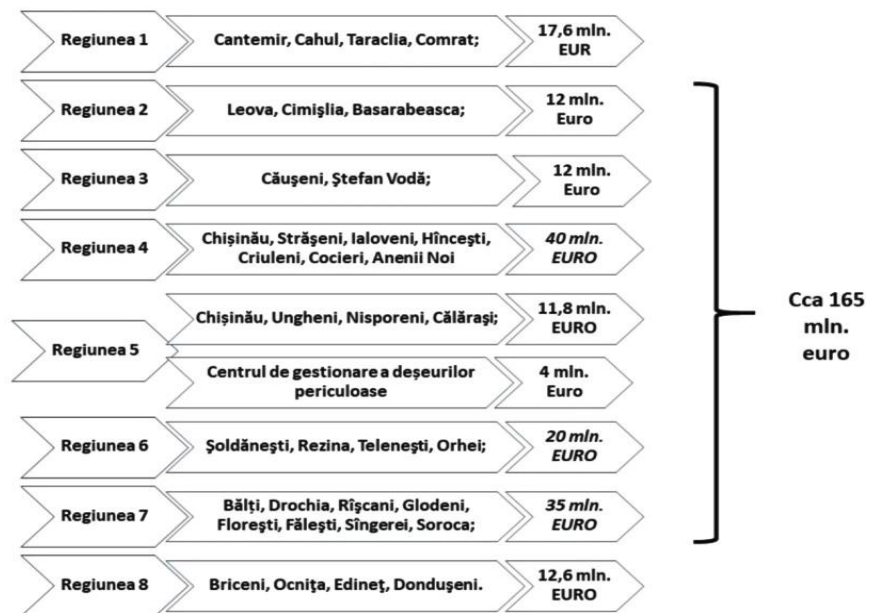 Regiunea 1
Cantemir, Cahul, Taraclia, Comrat;
17,6 mln.
EUR
Regiunea 2
Leova, Cimişlia, Basarabeasca;
12 mln.
Euro
Regiunea 3
Căuşeni, Ştefan Vodă;
12 mln.
Euro
Regiunea 4
Chișinău, Străşeni, Ialoveni, Hînceşti,
Criuleni, Cocieri, Anenii Noi
40 mln.
EURO
Regiunea 5
Chișinău, Ungheni, Nisporeni, Călăraşi;
11,8 mln.
EURO
Centrul de gestionare a deșeurilor
periculoase
4 mln.
Euro
Regiunea 6
Şoldăneşti, Rezina, Teleneşti, Orhei;
20 mln.
EURO
Regiunea 7
Bălți, Drochia, Rîşcani, Glodeni,
Floreşti, Făleşti, Sîngerei, Soroca;
35 mln.
EURO
Regiunea 8
Briceni, Ocniţa, Edineţ, Donduşeni.
12,6 mln.
EURO
Cca 165
mln.
euro